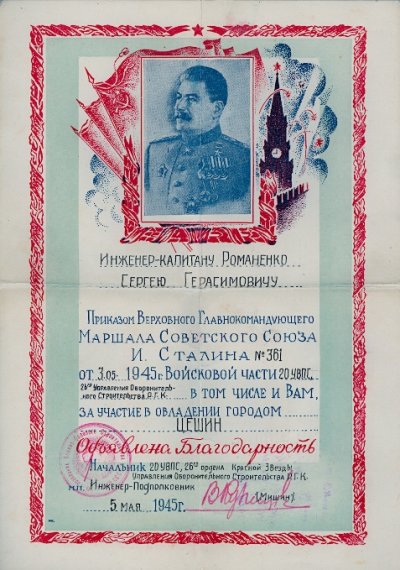 Инженер-капитану Романенко
Сергею Герасимовичу
Приказом Верховного Главнокомандующего
Маршала Советского Союза
И. Сталина № 361
от 3.05 1945г. Войсковой части 20 УВПС,
26го Управления Оборонитель-
ного Строительства Р.Г.К.
в том числе и Вам,
за участие в овладении городом
ЦЕШИН
Объявлена Благодарность
Начальник 20 УВПС, 26го ордена Красной Звезды
Управления Оборонительного Строительства Р.Г.К.
Инженер-Подполковник
(Мишин)
5 мая 1945г.